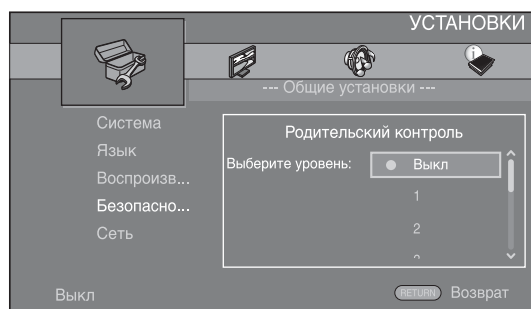 УСТАНОВКИ
--- Общие установки ---
Система
Язык
Воспроизв...
Безопасно...
Сеть
Родительский контроль
Выберите уровень:
Выкл
1
2
Выкл
RETURN Возврат